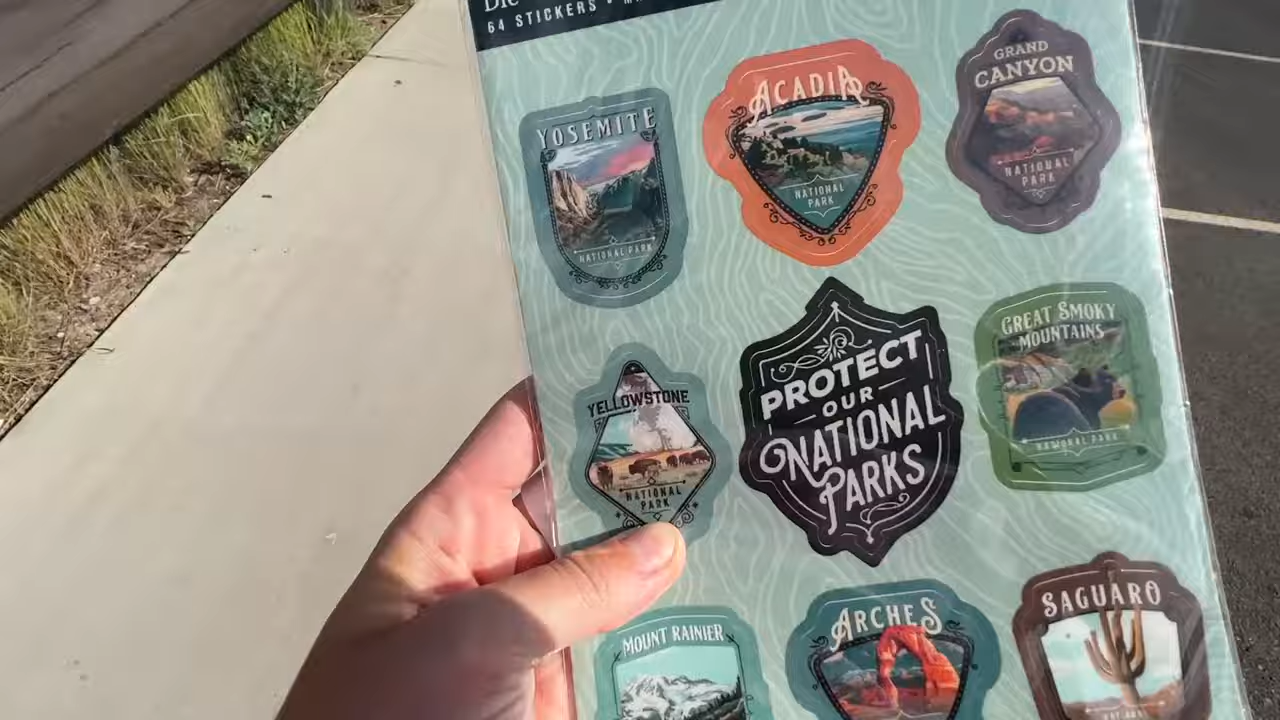 64 STICKERS •
YOSEMITE
NATIONAL PARK
ACADIA
NATIONAL
PARK
GRAND
CANYON
NATIONAL
PARK
YELLOWSTONE
NATIONAL
PARK
PROTECT
OUR
NATIONAL
PARKS
GREAT SMOKY
MOUNTAINS
NATIONAL PARK
MOUNT RAINIER
ARCHES
SAGUARO